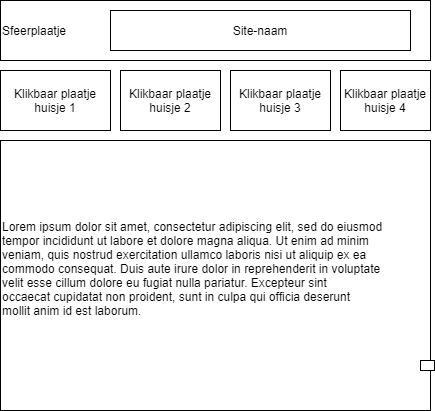 Sfeerplaatje
Site-naam
Klikbaar plaatje
huisje 1
Klikbaar plaatje
huisje 2
Klikbaar plaatje
huisje 3
Klikbaar plaatje
huisje 4
Lorem ipsum dolor sit amet, consectetur adipiscing elit, sed do eiusmod
tempor incididunt ut labore et dolore magna aliqua. Ut enim ad minim
veniam, quis nostrud exercitation ullamco laboris nisi ut aliquip ex ea
commodo consequat. Duis aute irure dolor in reprehenderit in voluptate
velit esse cillum dolore eu fugiat nulla pariatur. Excepteur sint
occaecat cupidatat non proident, sunt in culpa qui officia deserunt
mollit anim id est laborum.